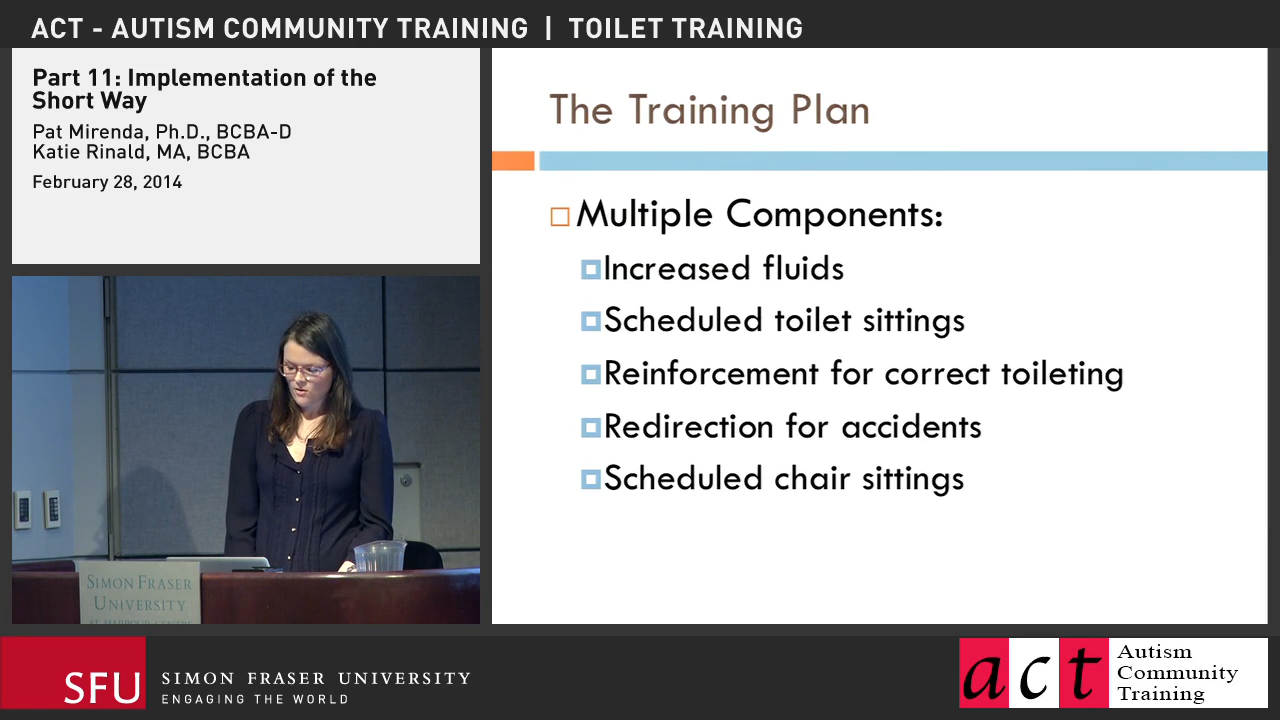 ACT - AUTISM COMMUNITY TRAINING | TOILET TRAINING
Part 11: Implementation of the
Short Way
Pat Mirenda, Ph.D., BCBA-D
Katie Rinald, MA, BCBA
February 28, 2014
The Training Plan
Multiple Components:
Increased fluids
Scheduled toilet sittings
Reinforcement for correct toileting
Redirection for accidents
Scheduled chair sittings
SIMON FRASER
UNIVERSITY
AT HARBOUR CENTRE
SFU
SIMON FRASER UNIVERSITY
ENGAGING THE WORLD
act
Autism
Community
Training